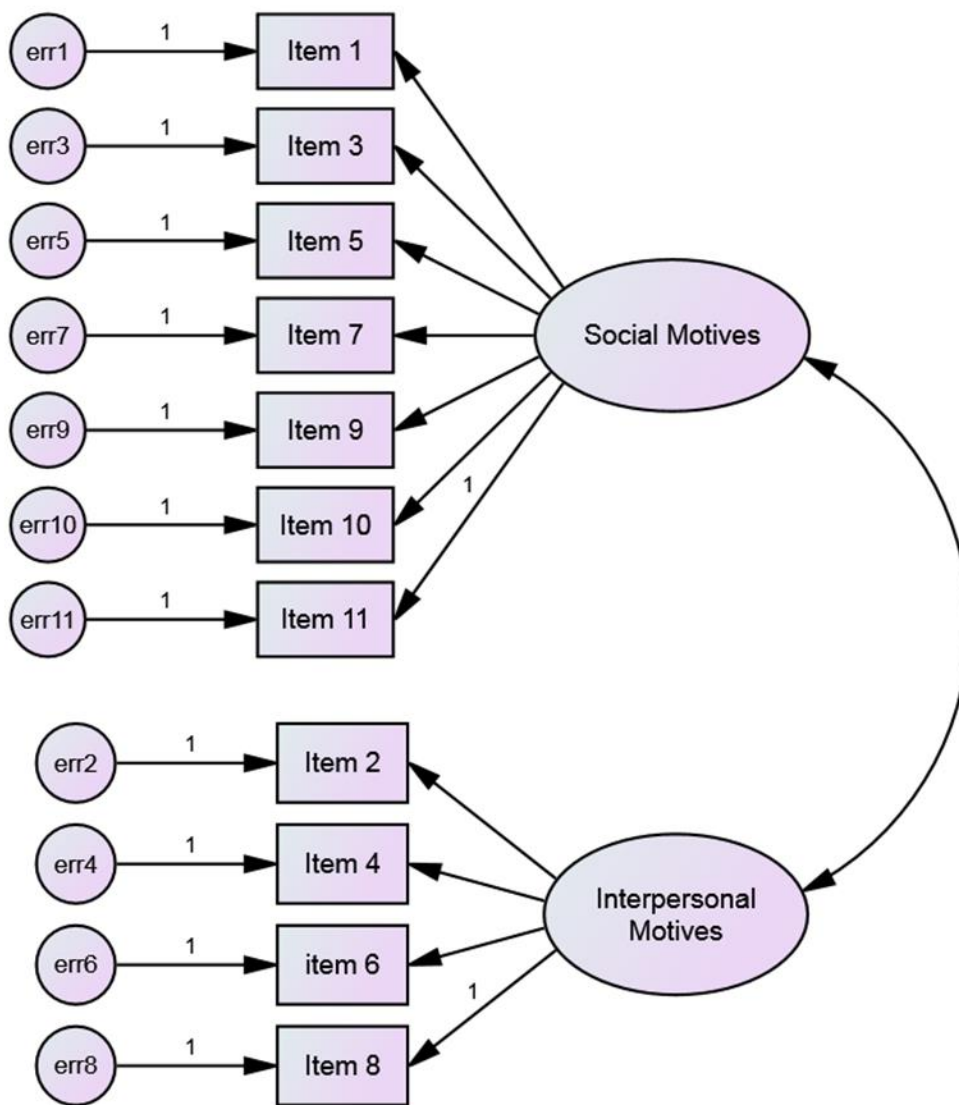 err1 1 Item 1
err3 1 Item 3
err5 1 Item 5
err7 1 Item 7
Social Motives
err9 1 Item 9
err10 1 Item 10
1
err11 1 Item 11
err2 1 Item 2
err4 1 Item 4
Interpersonal
Motives
err6 1 item 6
1
err8 1 Item 8